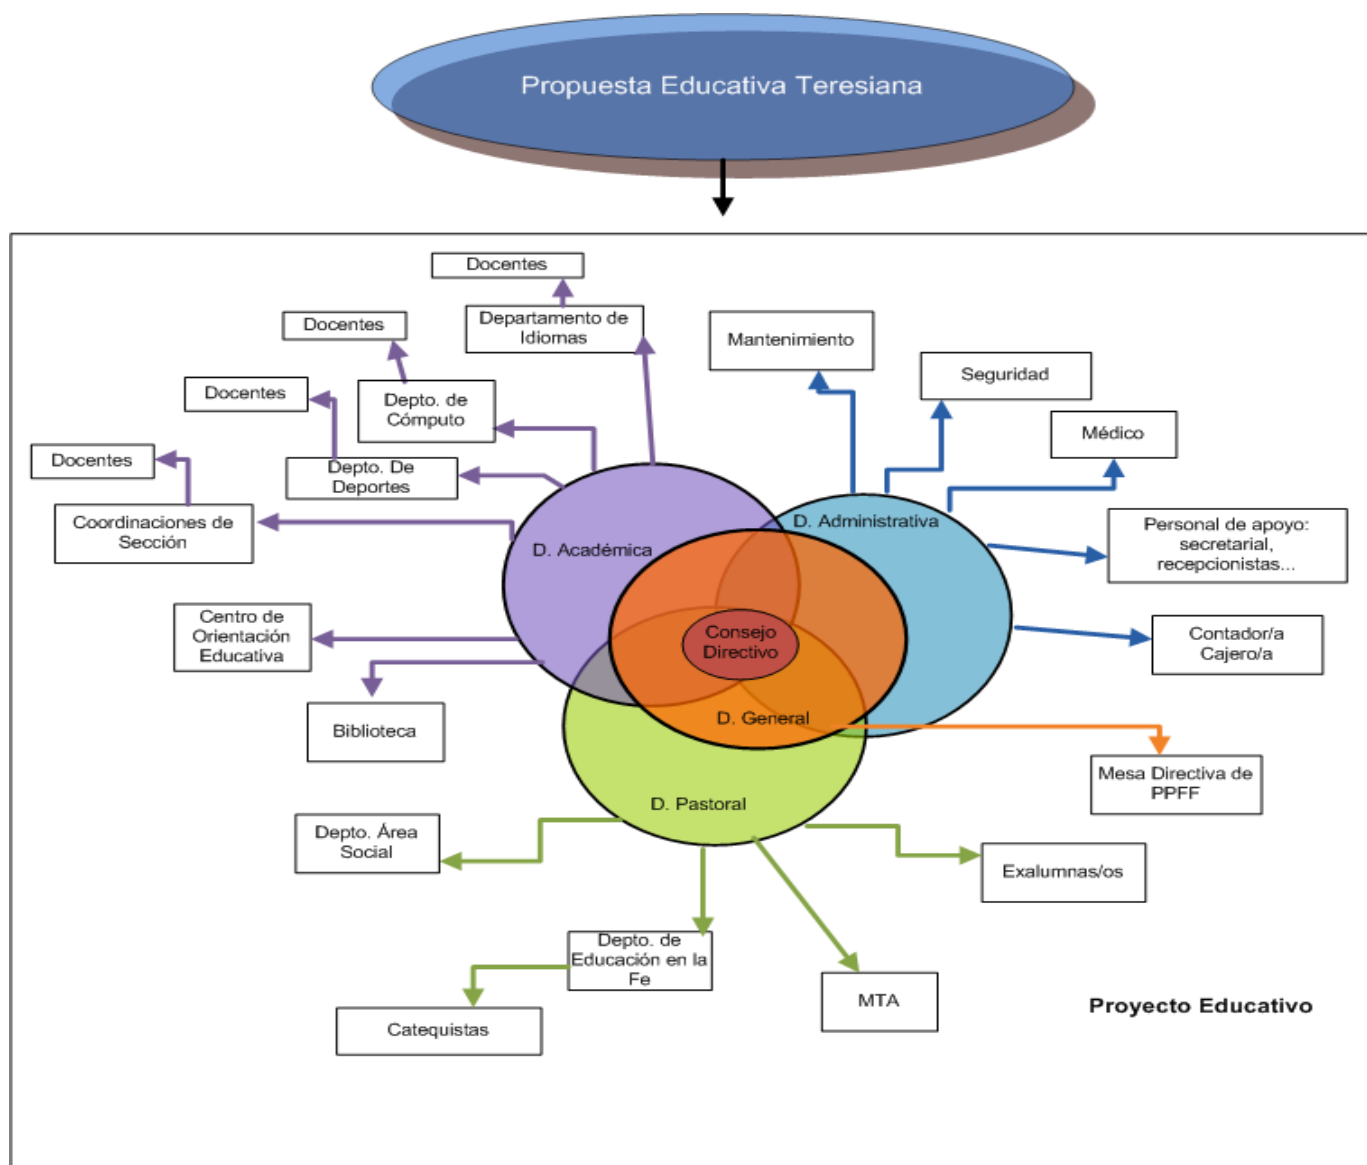 Propuesta Educativa Teresiana
Docentes
Departamento de
Idiomas
Docentes
Depto. de
Cómputo
Docentes
Depto. De
Deportes
Docentes
Coordinaciones de
Sección
Centro de
Orientación
Educativa
Biblioteca
Mantenimiento
Seguridad
Médico
Personal de apoyo:
secretarial,
recepcionistas...
Contador/a
Cajero/a
D. Administrativa
D. Académica
Consejo
Directivo
D. General
D. Pastoral
Mesa Directiva de
PPFF
Depto. Área
Social
Exalumnas/os
Depto. de
Educación en la
Fe
MTA
Catequistas
Proyecto Educativo